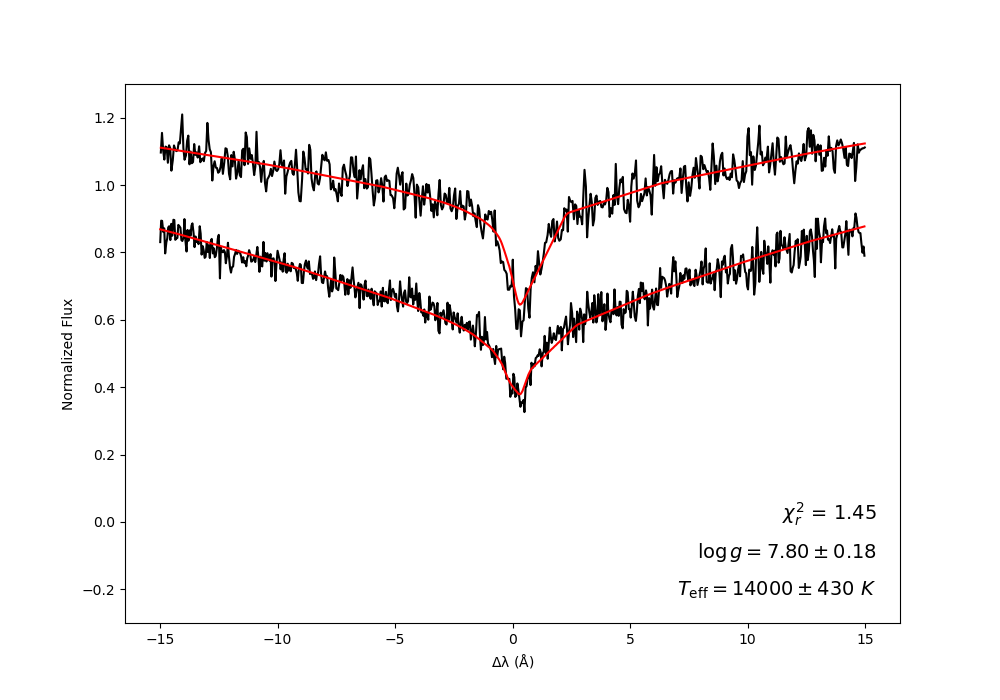 1.2
1.0
0.8
0.6
0.4
0.2
0.0
−0.2
Normalized Flux
χ²ᵣ = 1.45
log g = 7.80 ± 0.18
T_eff = 14000 ± 430 K
−15 −10 −5 0 5 10 15
Δλ (Å)